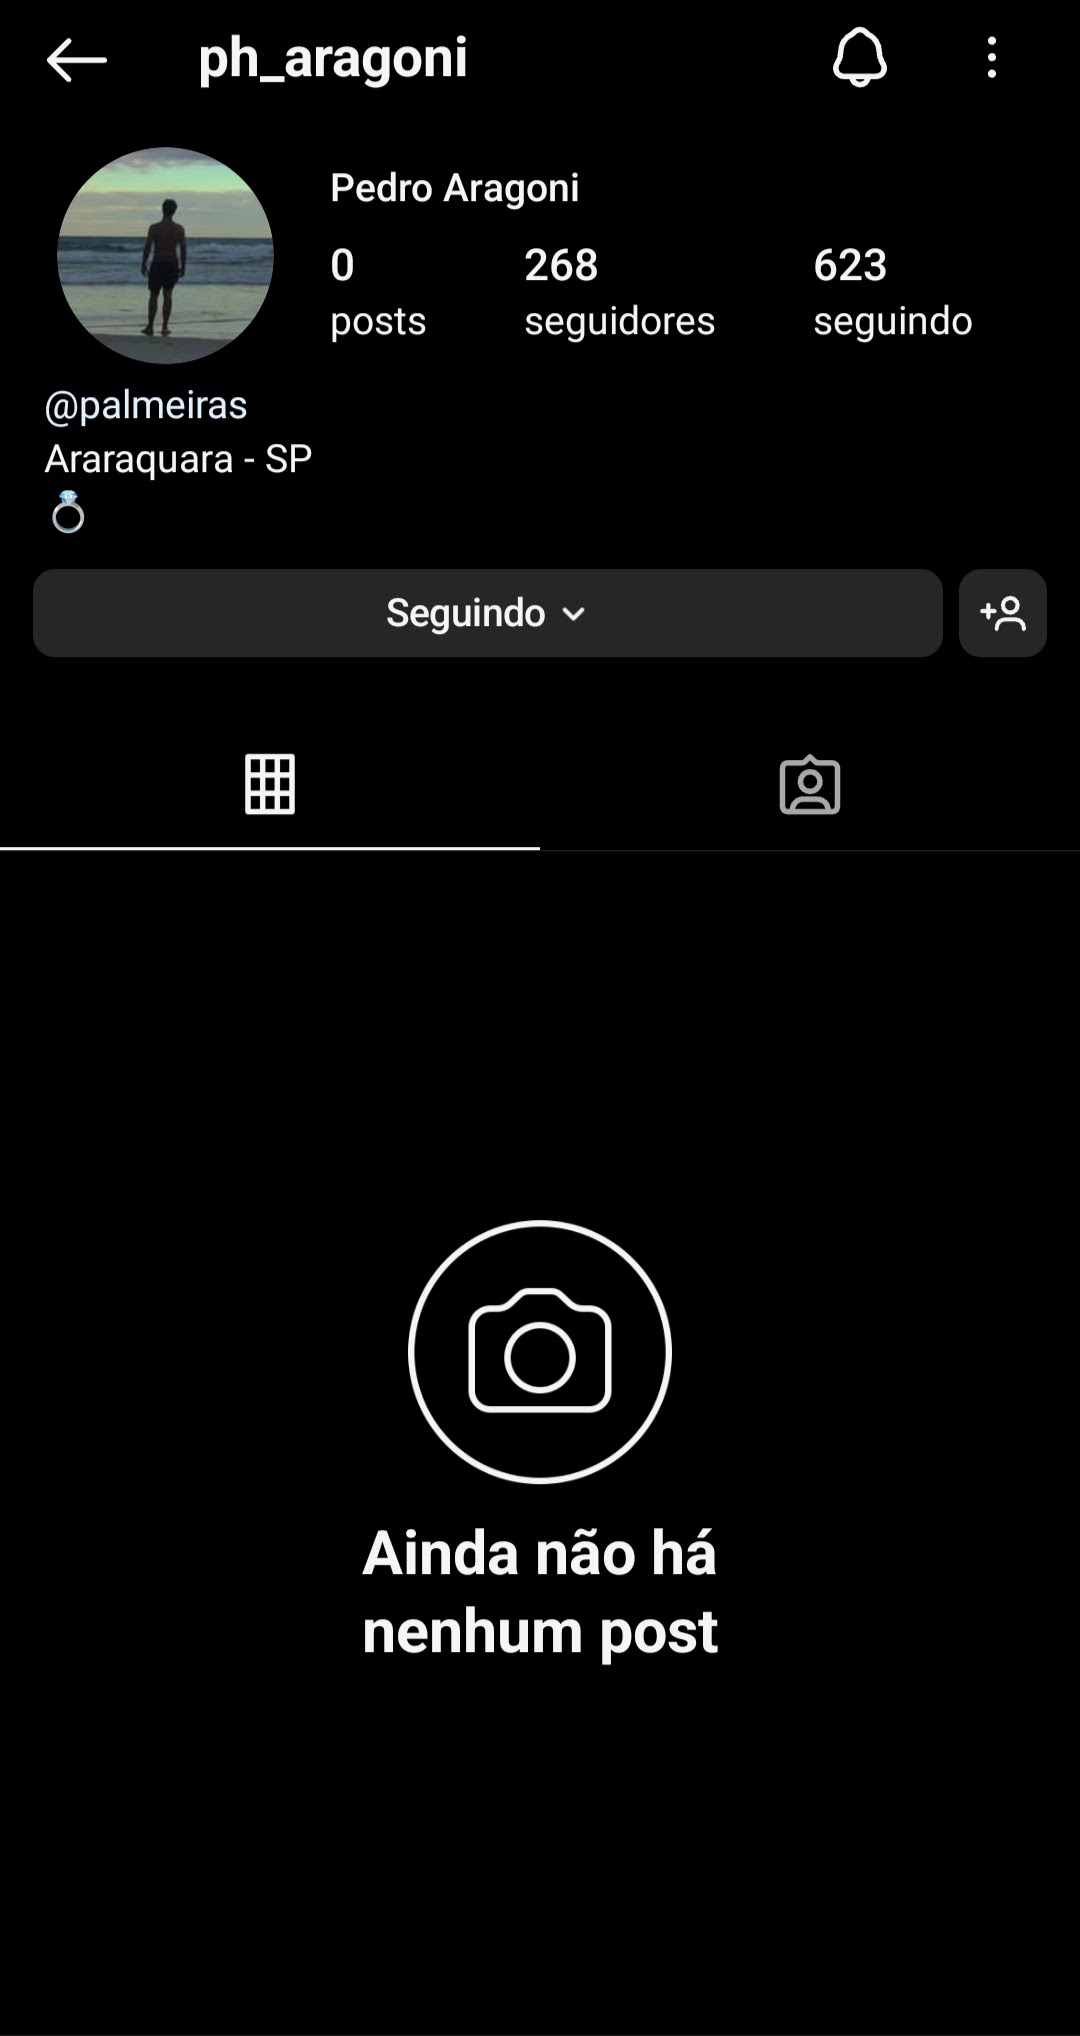 ph_aragoni
Pedro Aragoni
0 268 623
posts seguidores seguindo
@palmeiras
Araraquara - SP
💍
Seguindo
Ainda não há
nenhum post